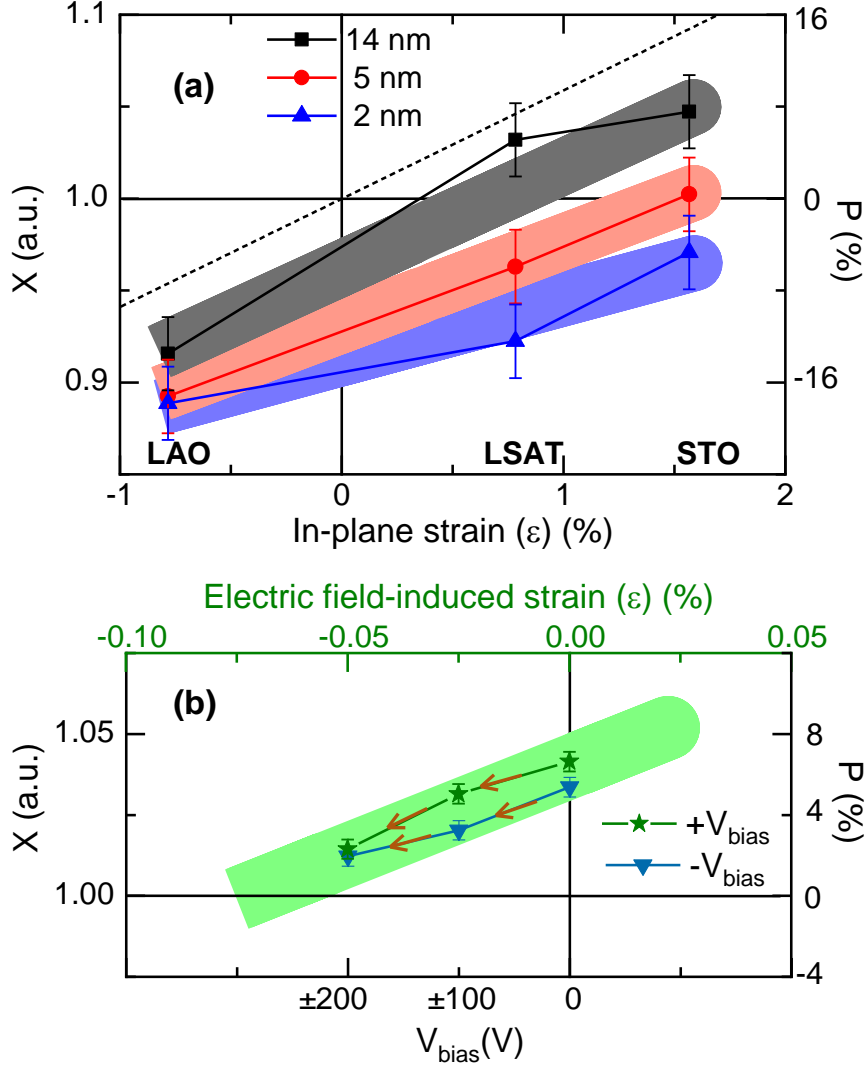 1.1
16
14 nm
(a)
5 nm
2 nm
X (a.u.)
1.0
0
P (%)
0.9
-16
LAO
LSAT
STO
-1
0
1
2
In-plane strain (ε) (%)
Electric field-induced strain (ε) (%)
-0.10
-0.05
0.00
0.05
(b)
X (a.u.)
1.05
8
P (%)
4
+Vbias
-Vbias
1.00
0
-4
±200
±100
0
Vbias(V)